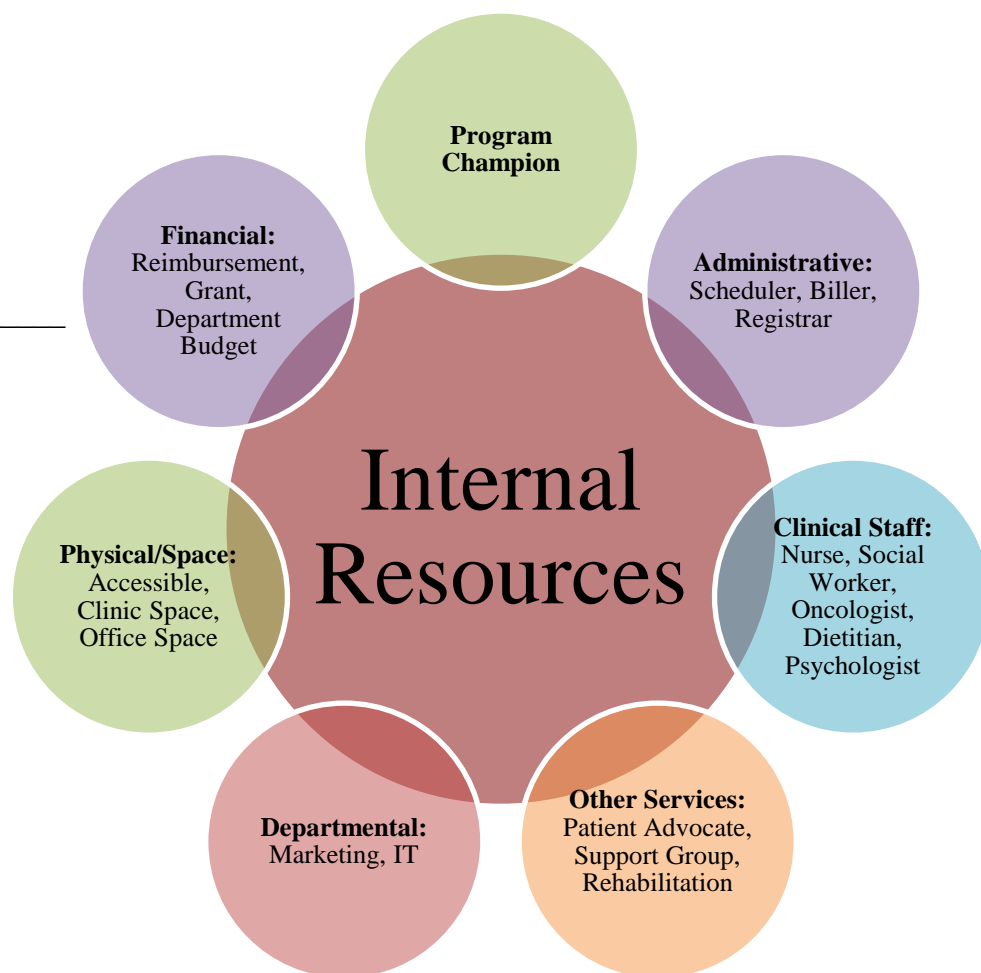 Program
Champion
Financial:
Reimbursement,
Grant,
Department
Budget
Administrative:
Scheduler, Biller,
Registrar
Internal
Resources
Physical/Space:
Accessible,
Clinic Space,
Office Space
Clinical Staff:
Nurse, Social
Worker,
Oncologist,
Dietitian,
Psychologist
Departmental:
Marketing, IT
Other Services:
Patient Advocate,
Support Group,
Rehabilitation